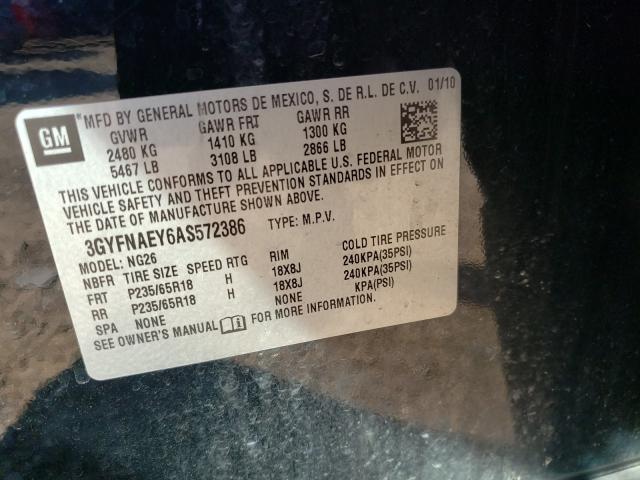 GM
*MFD BY GENERAL MOTORS DE MEXICO, S. DE R.L. DE C.V. 01/10
GVWR GAWR FRT GAWR RR
2480 KG 1410 KG 1300 KG
5467 LB 3108 LB 2866 LB
THIS VEHICLE CONFORMS TO ALL APPLICABLE U.S. FEDERAL MOTOR
VEHICLE SAFETY AND THEFT PREVENTION STANDARDS IN EFFECT ON
THE DATE OF MANUFACTURE SHOWN ABOVE.
3GYFNAEY6AS572386 TYPE: M.P.V.
MODEL: NG26
NBFR TIRE SIZE SPEED RTG RIM COLD TIRE PRESSURE
FRT P235/65R18 H 18X8J 240KPA(35PSI)
RR P235/65R18 H 18X8J 240KPA(35PSI)
SPA NONE NONE KPA(PSI)
SEE OWNER'S MANUAL FOR MORE INFORMATION.